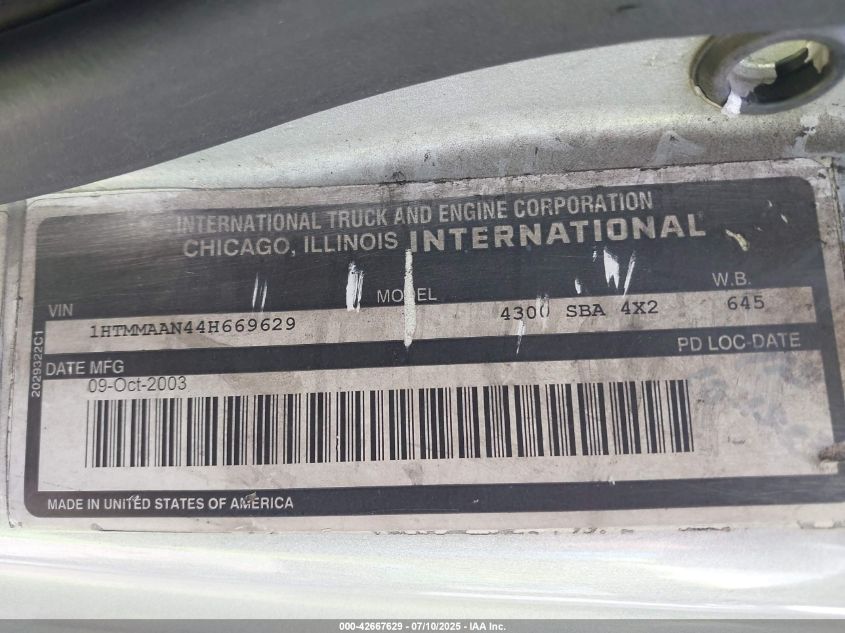 INTERNATIONAL TRUCK AND ENGINE CORPORATION
CHICAGO, ILLINOIS INTERNATIONAL
VIN MODEL W.B.
1HTMMAAN44H669629 4300 SBA 4X2 645
DATE MFG PD LOC-DATE
09-Oct-2003
MADE IN UNITED STATES OF AMERICA
2029322C1
000-42667629 - 07/10/2025 - IAA Inc.